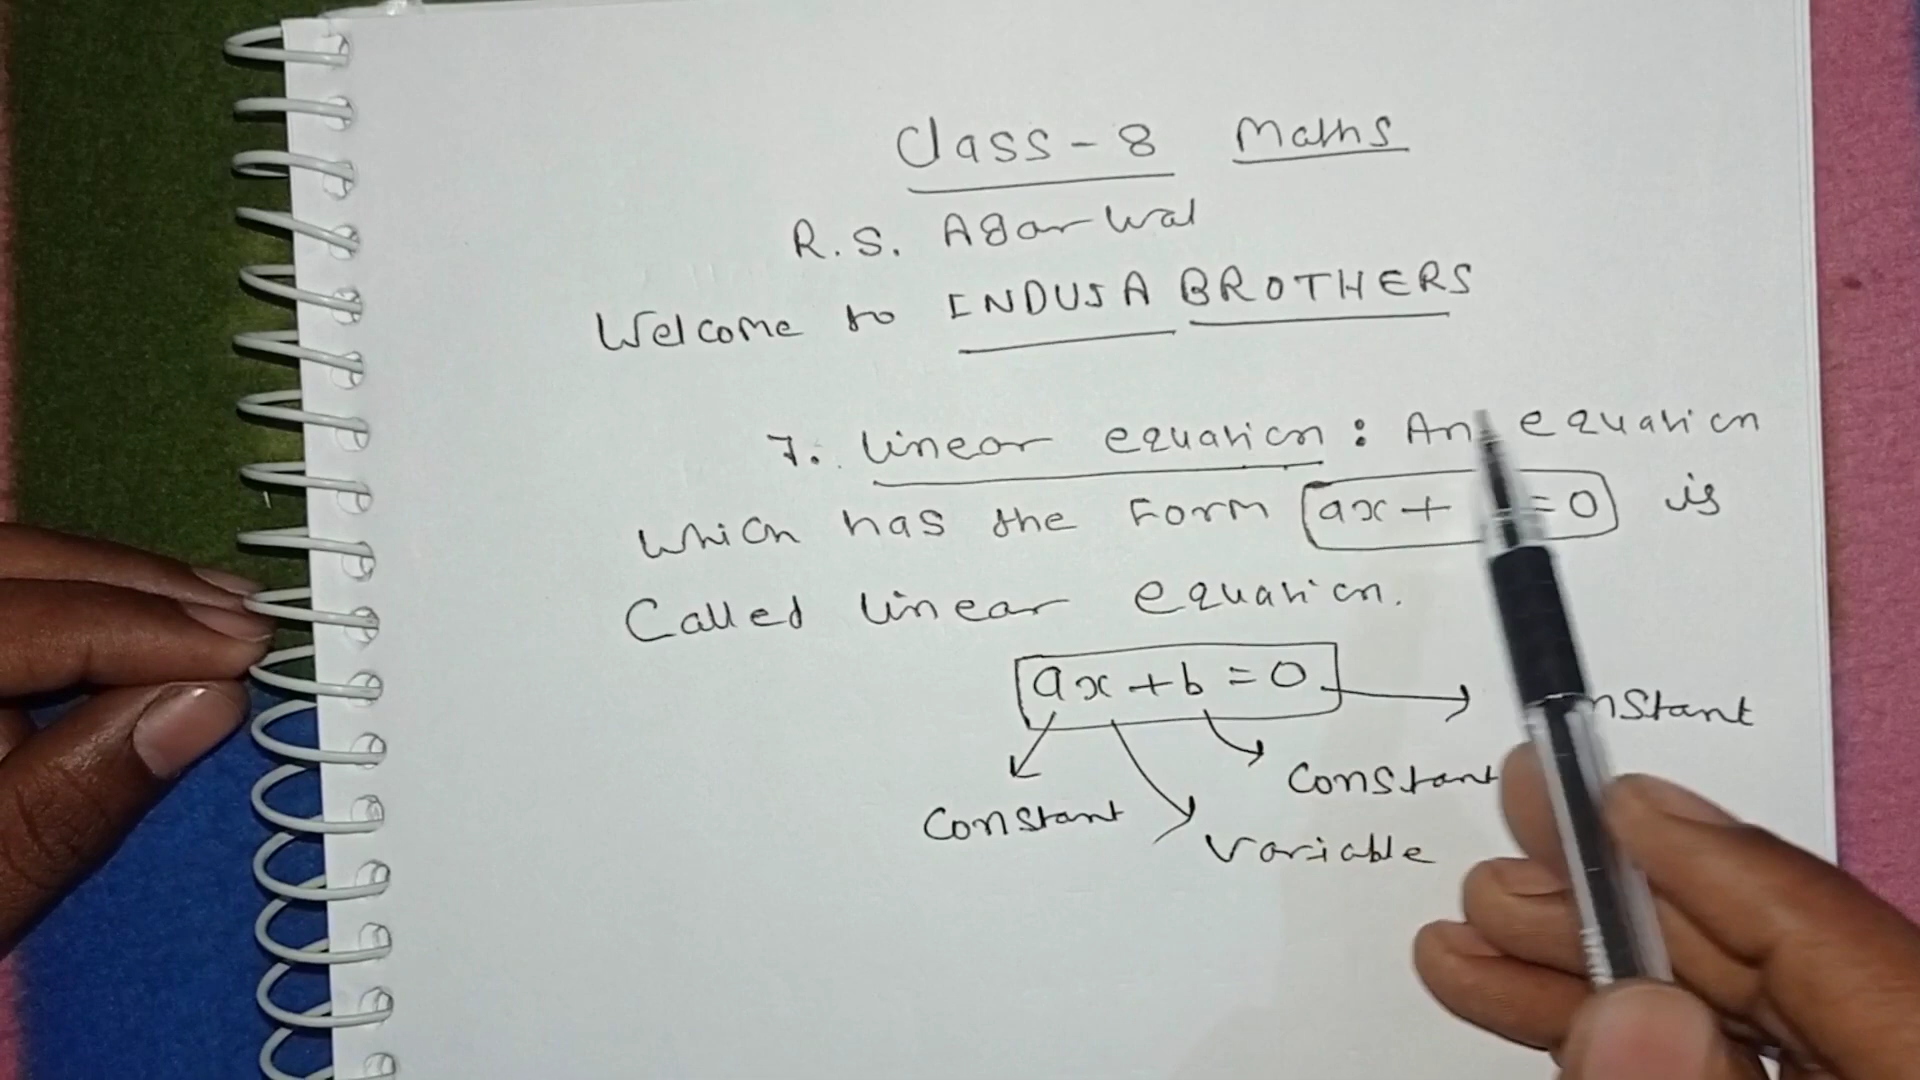 Class-8 Maths
R.S. Agarwal
Welcome to INDUJA BROTHERS
7. Linear equation: An equation
which has the Form ax + =0 is
Called linear equation.
ax+b=0
nstant
Constant
Constant
Variable